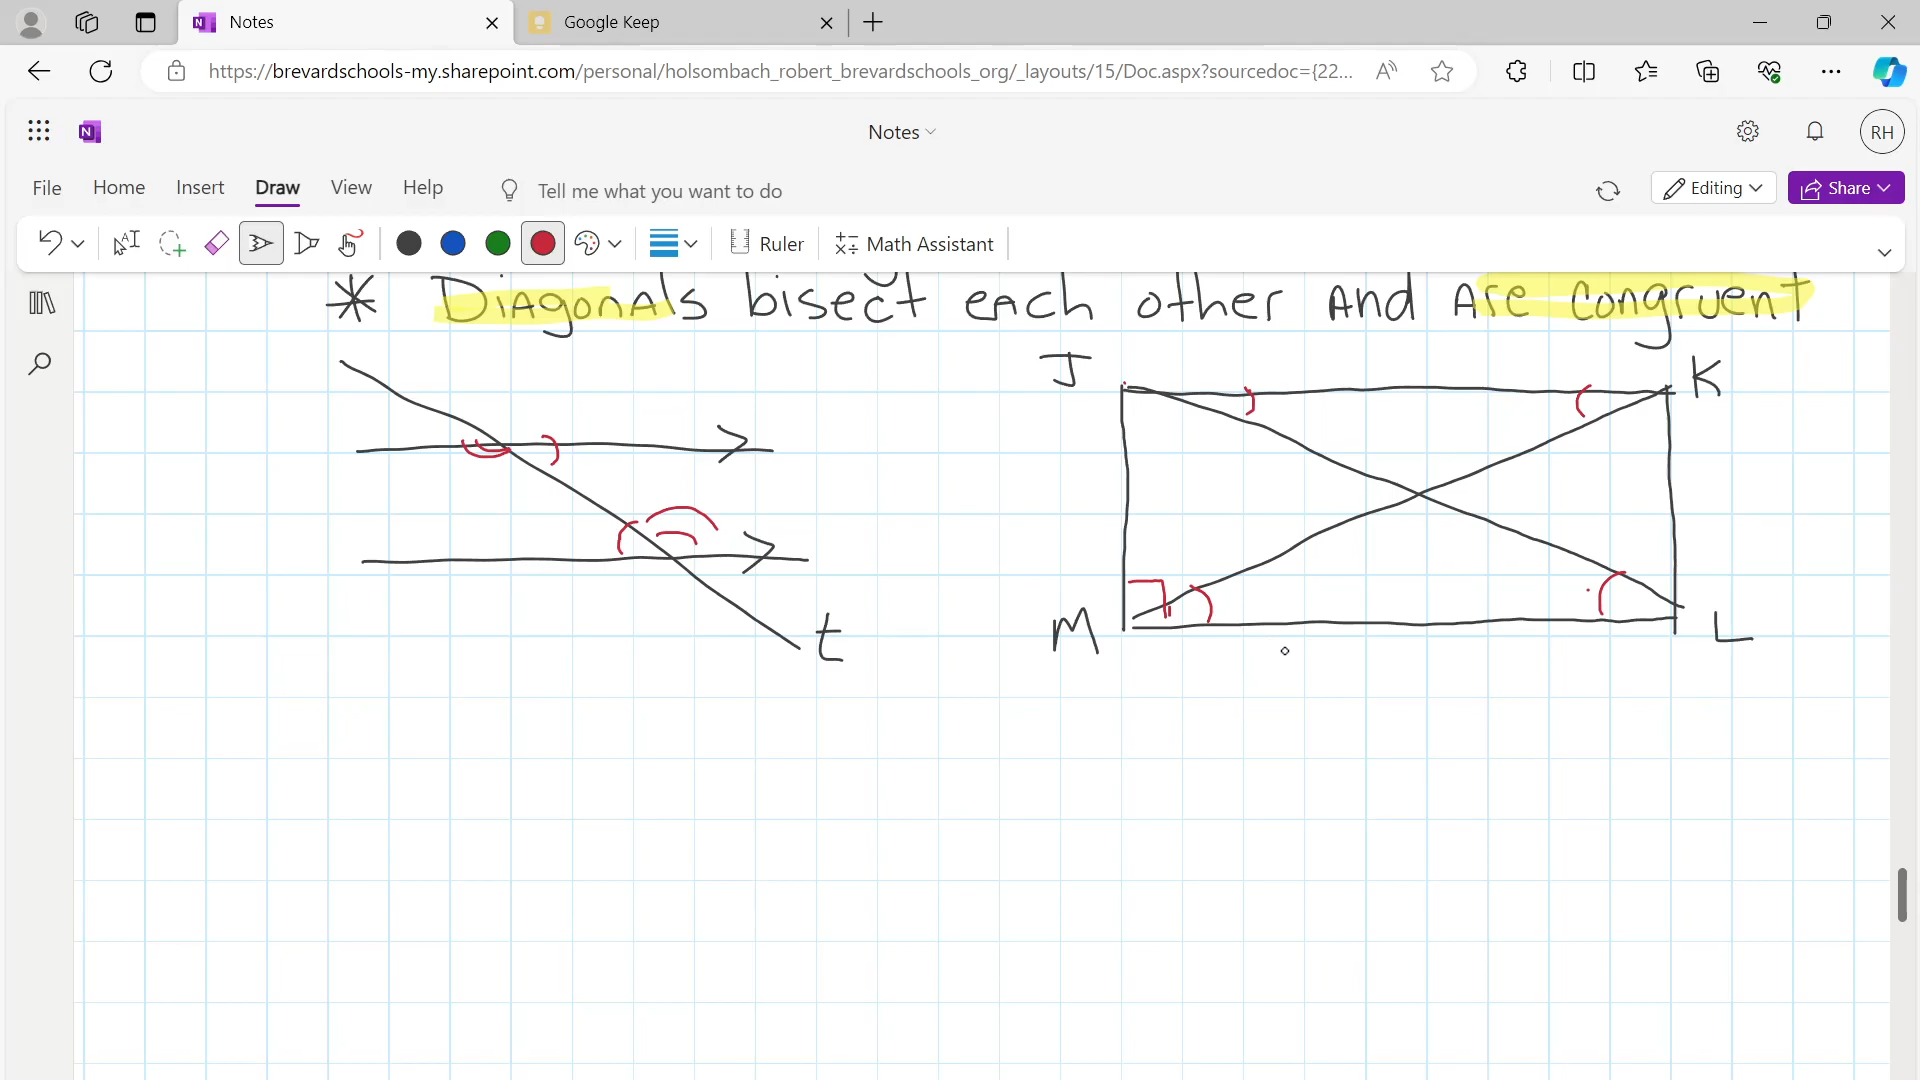 Notes
Google Keep
https://brevardschools-my.sharepoint.com/personal/holsombach_robert_brevardschools_org/_layouts/15/Doc.aspx?sourcedoc={22...
Notes
RH
File Home Insert Draw View Help Tell me what you want to do
Editing Share
Ruler Math Assistant
* Diagonals bisect each other and are congruent
J
K
t
M
L